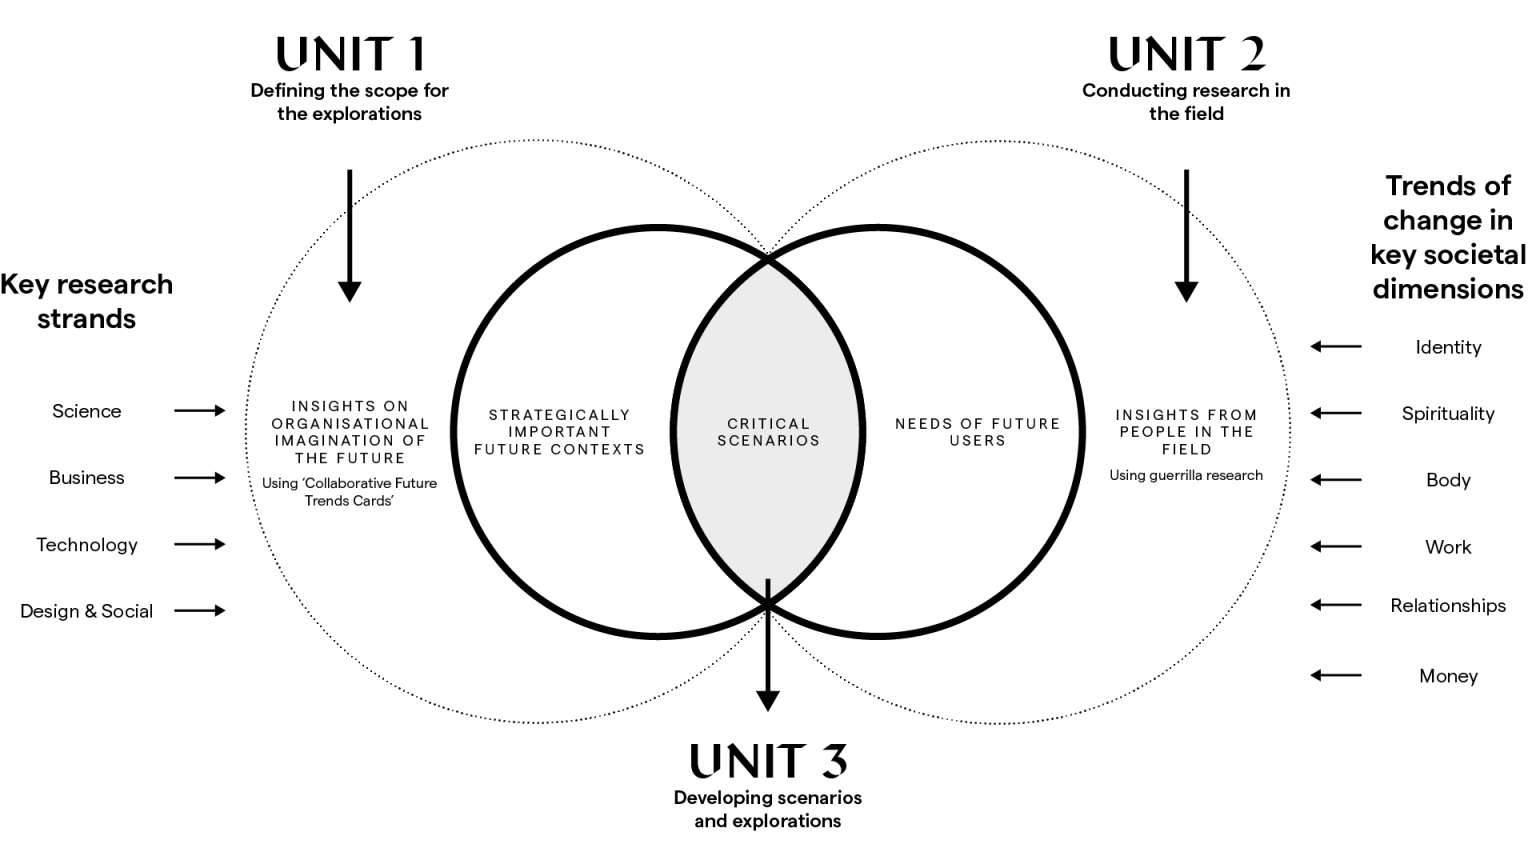 UNIT 1
Defining the scope for
the explorations
UNIT 2
Conducting research in
the field
Key research
strands
Science
Business
Technology
Design & Social
INSIGHTS ON
ORGANISATIONAL
IMAGINATION OF
THE FUTURE
Using ‘Collaborative Future
Trends Cards’
STRATEGICALLY
IMPORTANT
FUTURE CONTEXTS
CRITICAL
SCENARIOS
NEEDS OF FUTURE
USERS
INSIGHTS FROM
PEOPLE IN THE
FIELD
Using guerrilla research
Trends of
change in
key societal
dimensions
Identity
Spirituality
Body
Work
Relationships
Money
UNIT 3
Developing scenarios
and explorations